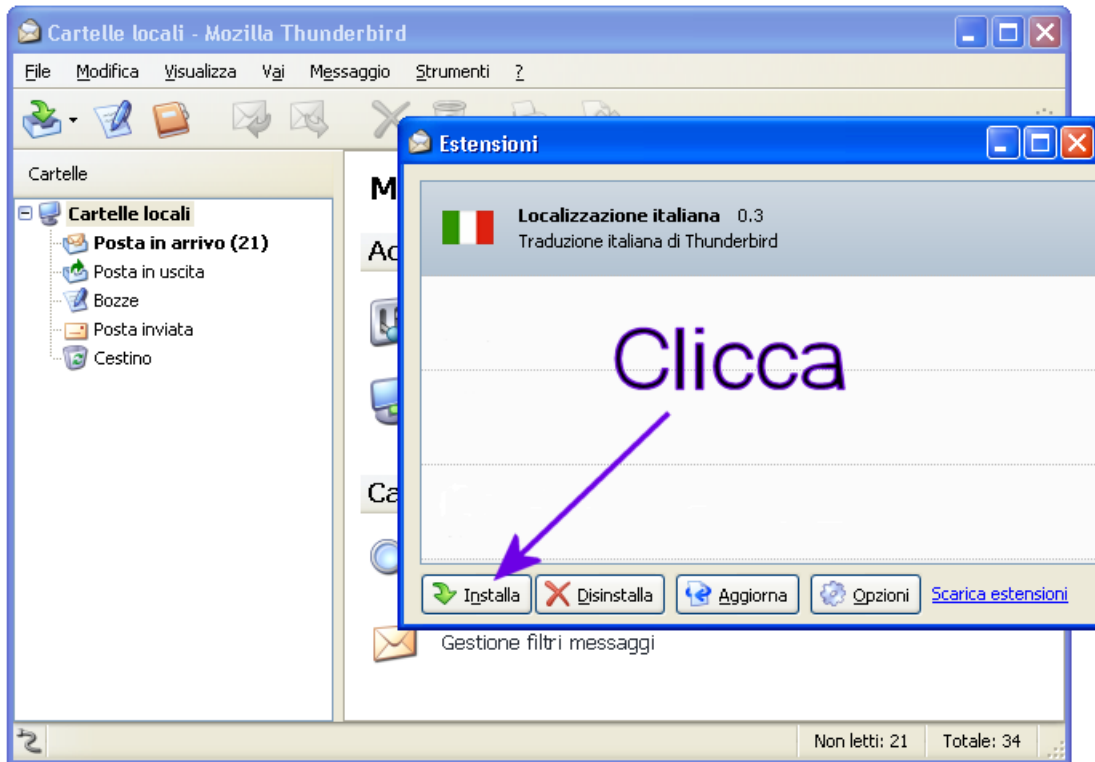 Cartelle locali - Mozilla Thunderbird
File Modifica Visualizza Vai Messaggio Strumenti ?
Estensioni
Cartelle
Cartelle locali
Posta in arrivo (21)
Posta in uscita
Bozze
Posta inviata
Cestino
M
Ac
Ca
Localizzazione italiana 0.3
Traduzione italiana di Thunderbird
Clicca
Installa Disinstalla Aggiorna Opzioni Scarica estensioni
Gestione filtri messaggi
Non letti: 21 Totale: 34